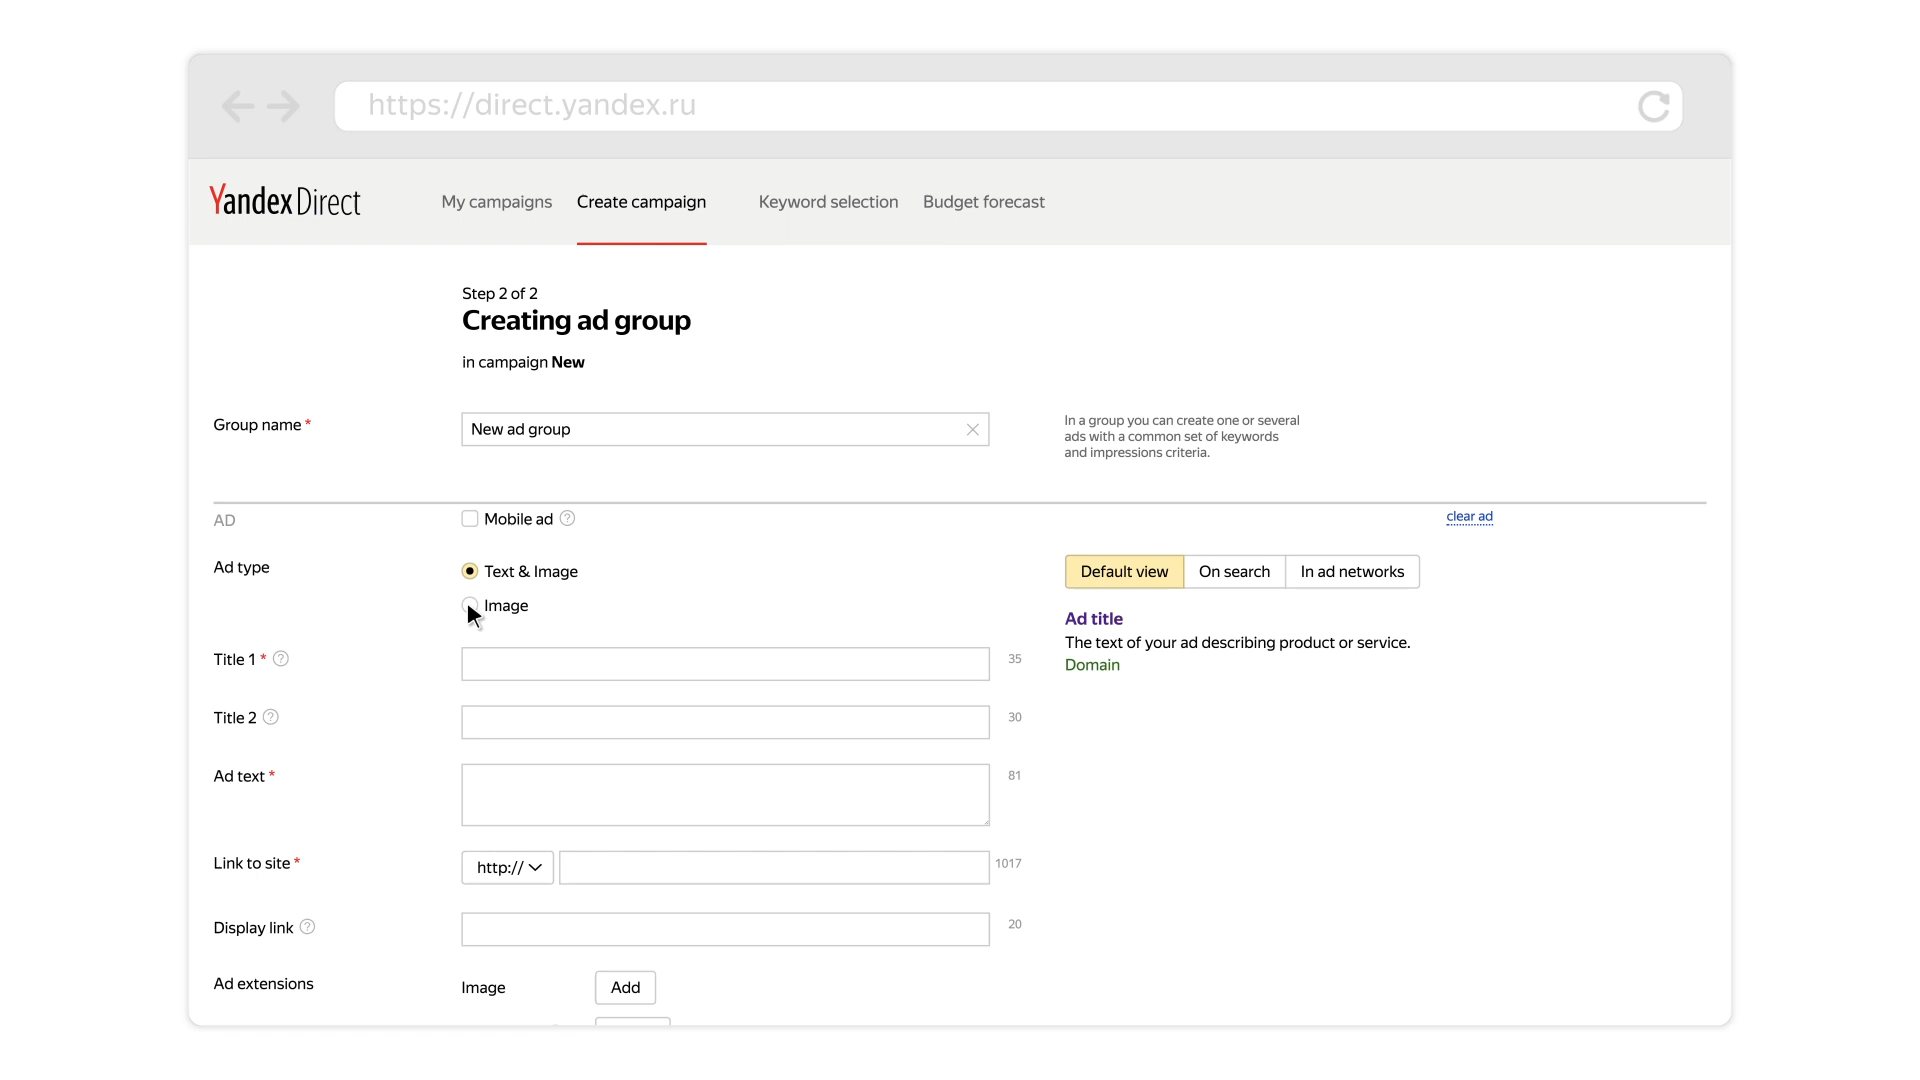 https://direct.yandex.ru
Yandex Direct
My campaigns Create campaign Keyword selection Budget forecast
Step 2 of 2
Creating ad group
in campaign New
Group name * New ad group
In a group you can create one or several
ads with a common set of keywords
and impressions criteria.
AD Mobile ad ? clear ad
Ad type Text & Image
Image
Default view On search In ad networks
Ad title
The text of your ad describing product or service.
Domain
Title 1 * ? 35
Title 2 ? 30
Ad text * 81
Link to site * http:// 1017
Display link ? 20
Ad extensions Image Add